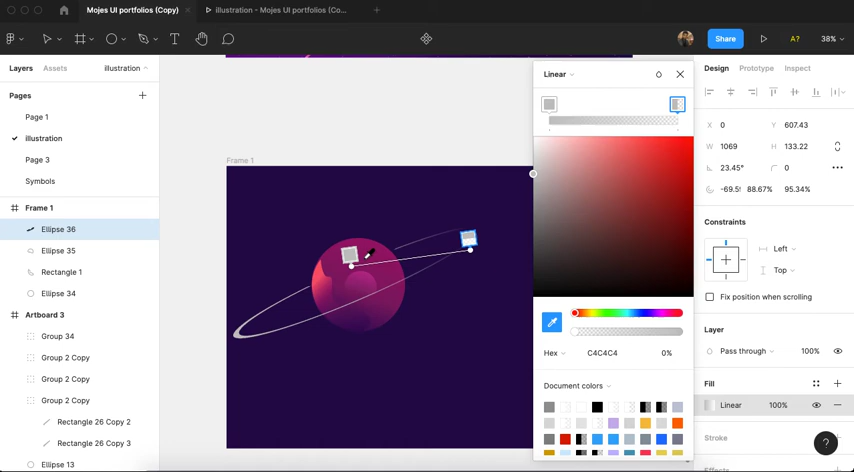 Mojes UI portfolios (Copy)
illustration - Mojes UI portfolios (Co...
Share
A?
38%
Layers
Assets
illustration
Pages
Page 1
illustration
Page 3
Symbols
Frame 1
Ellipse 36
Ellipse 35
Rectangle 1
Ellipse 34
Artboard 3
Group 34
Group 2 Copy
Group 2 Copy
Group 2 Copy
Rectangle 26 Copy 2
Rectangle 26 Copy 3
Ellipse 13
Frame 1
Linear
Hex
C4C4C4
0%
Document colors
Design
Prototype
Inspect
X
0
Y
607.43
W
1069
H
133.22
23.45°
0
-69.5°
88.67%
95.34%
Constraints
Left
Top
Fix position when scrolling
Layer
Pass through
100%
Fill
Linear
100%
Stroke
Effects
?